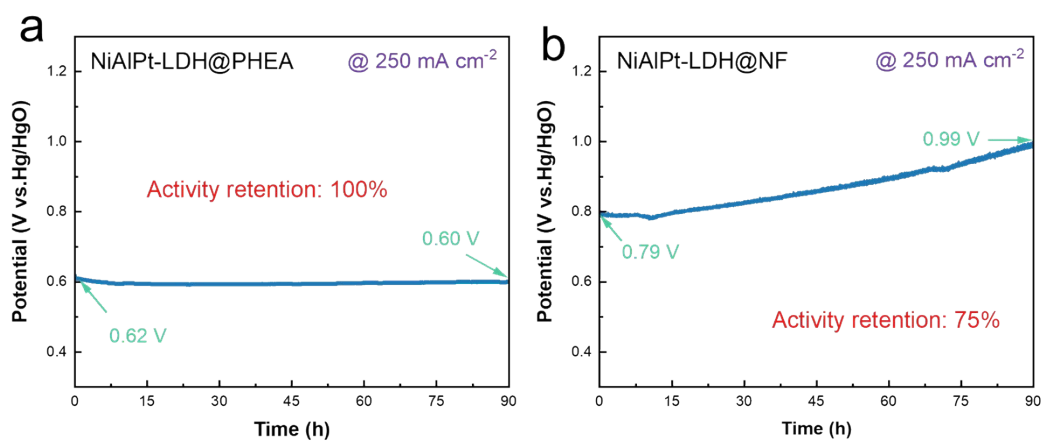 a
NiAlPt-LDH@PHEA
@ 250 mA cm⁻²
Potential (V vs.Hg/HgO)
1.2
1.0
0.8
0.6
0.4
Activity retention: 100%
0.60 V
0.62 V
0
15
30
45
60
75
90
Time (h)
b
NiAlPt-LDH@NF
@ 250 mA cm⁻²
Potential (V vs.Hg/HgO)
1.2
1.0
0.8
0.6
0.4
0.99 V
0.79 V
Activity retention: 75%
0
15
30
45
60
75
90
Time (h)